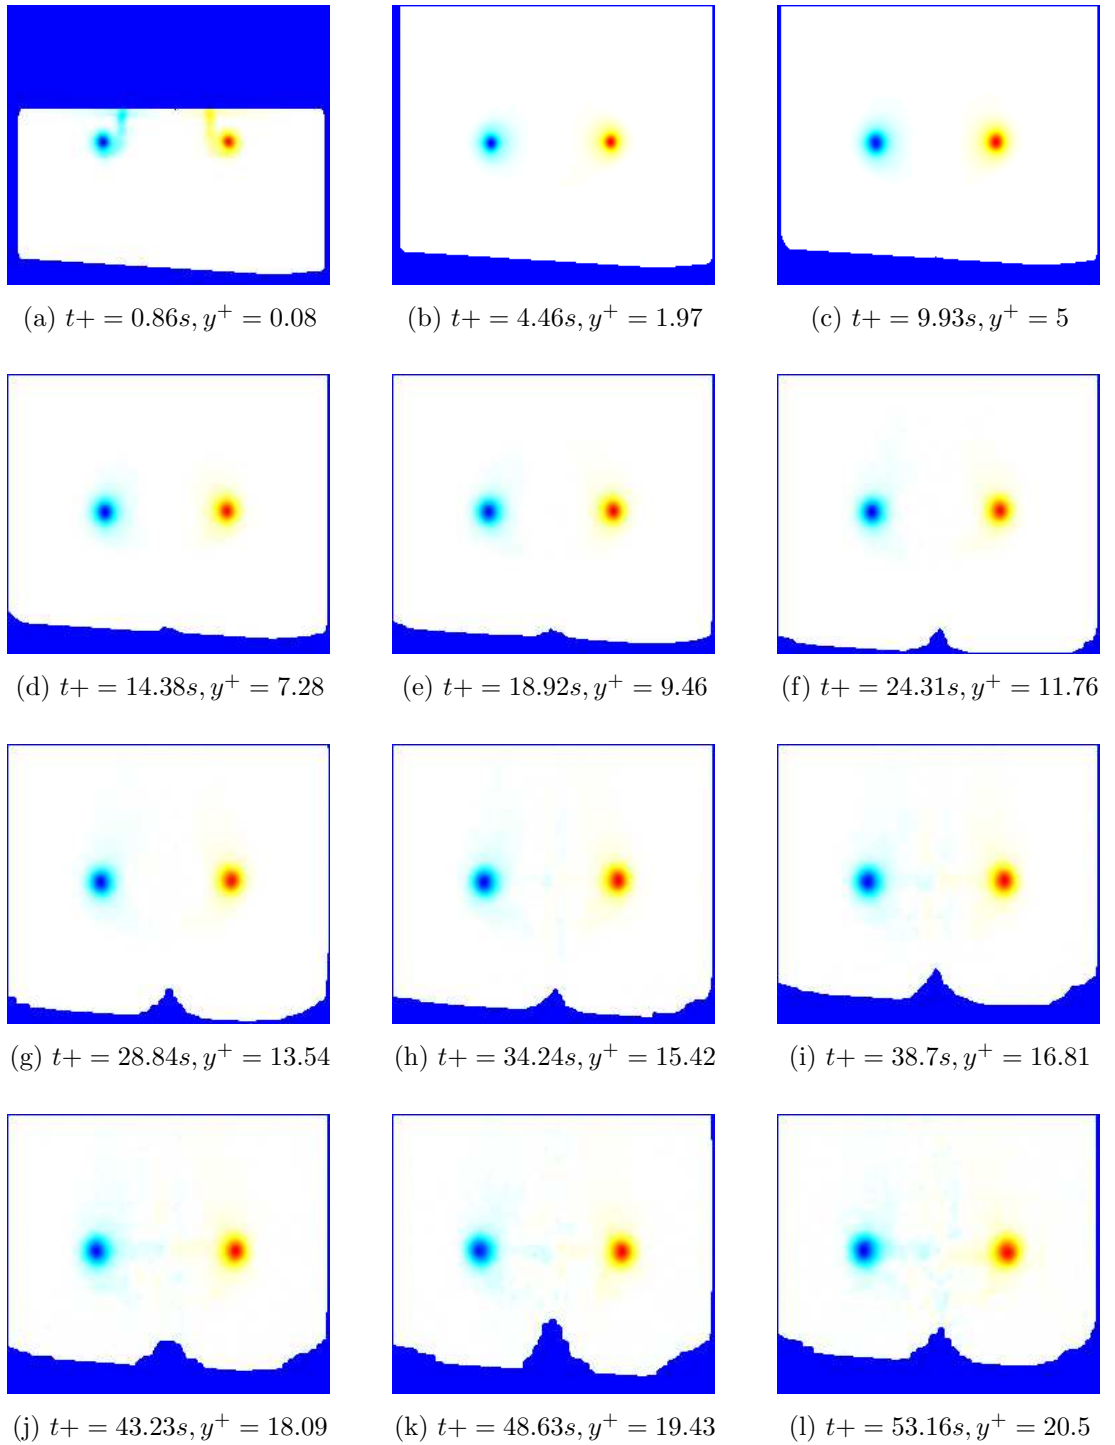 (a) t+ = 0.86s, y⁺ = 0.08
(b) t+ = 4.46s, y⁺ = 1.97
(c) t+ = 9.93s, y⁺ = 5
(d) t+ = 14.38s, y⁺ = 7.28
(e) t+ = 18.92s, y⁺ = 9.46
(f) t+ = 24.31s, y⁺ = 11.76
(g) t+ = 28.84s, y⁺ = 13.54
(h) t+ = 34.24s, y⁺ = 15.42
(i) t+ = 38.7s, y⁺ = 16.81
(j) t+ = 43.23s, y⁺ = 18.09
(k) t+ = 48.63s, y⁺ = 19.43
(l) t+ = 53.16s, y⁺ = 20.5